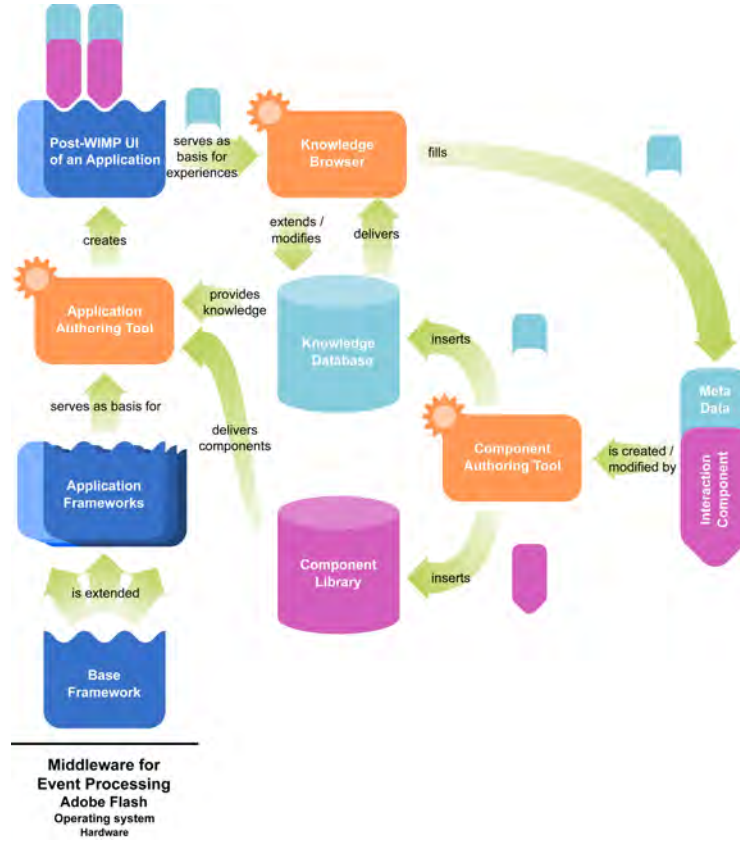 Post-WIMP UI
of an Application
serves as
basis for
experiences
Knowledge
Browser
fills
creates
extends /
modifies
delivers
Application
Authoring Tool
provides
knowledge
Knowledge
Database
inserts
Meta
Data
serves as basis for
delivers
components
Component
Authoring Tool
is created /
modified by
Interaction
Component
Application
Frameworks
Component
Library
inserts
is extended
Base
Framework
Middleware for
Event Processing
Adobe Flash
Operating system
Hardware